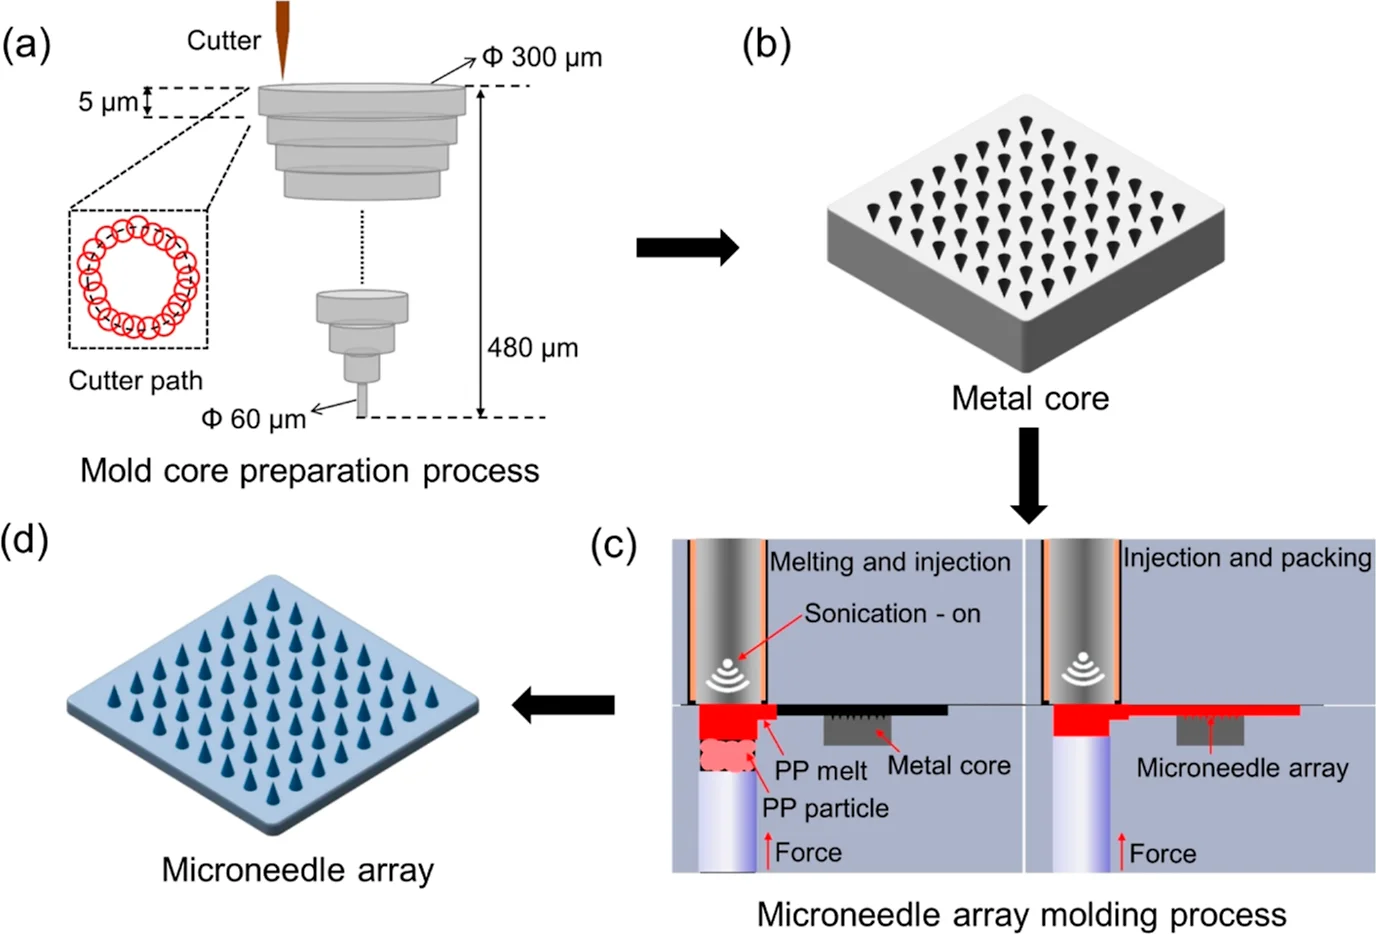 (a)
Cutter
Φ 300 µm
5 µm
480 µm
Cutter path
Φ 60 µm
Mold core preparation process
(b)
Metal core
(c)
Melting and injection
Sonication - on
PP melt
Metal core
PP particle
Force
Injection and packing
Microneedle array
Force
Microneedle array molding process
(d)
Microneedle array